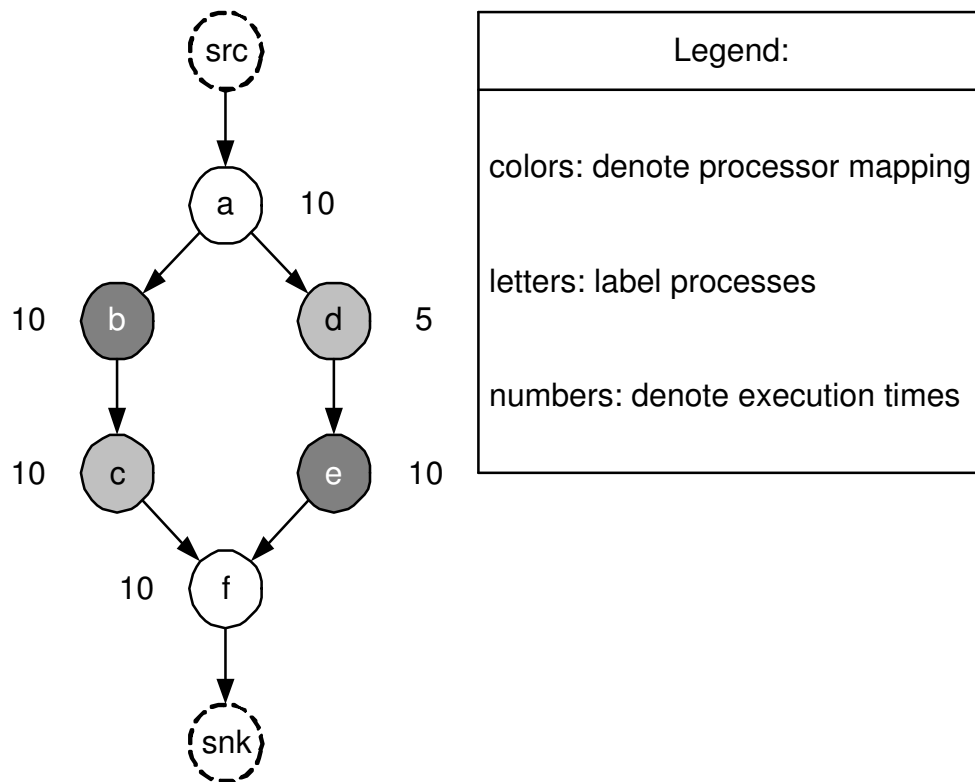 src
Legend:
colors: denote processor mapping
a 10
letters: label processes
10 b d 5
numbers: denote execution times
10 c e 10
10 f
snk